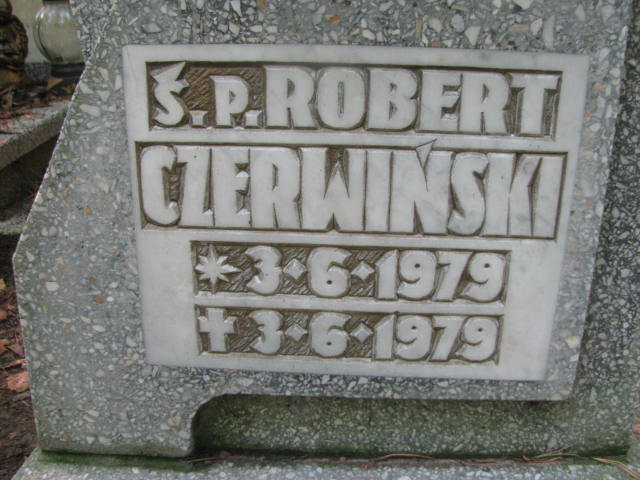 Ś.P. ROBERT
CZERWIŃSKI
* 3·6·1979
✝ 3·6·1979